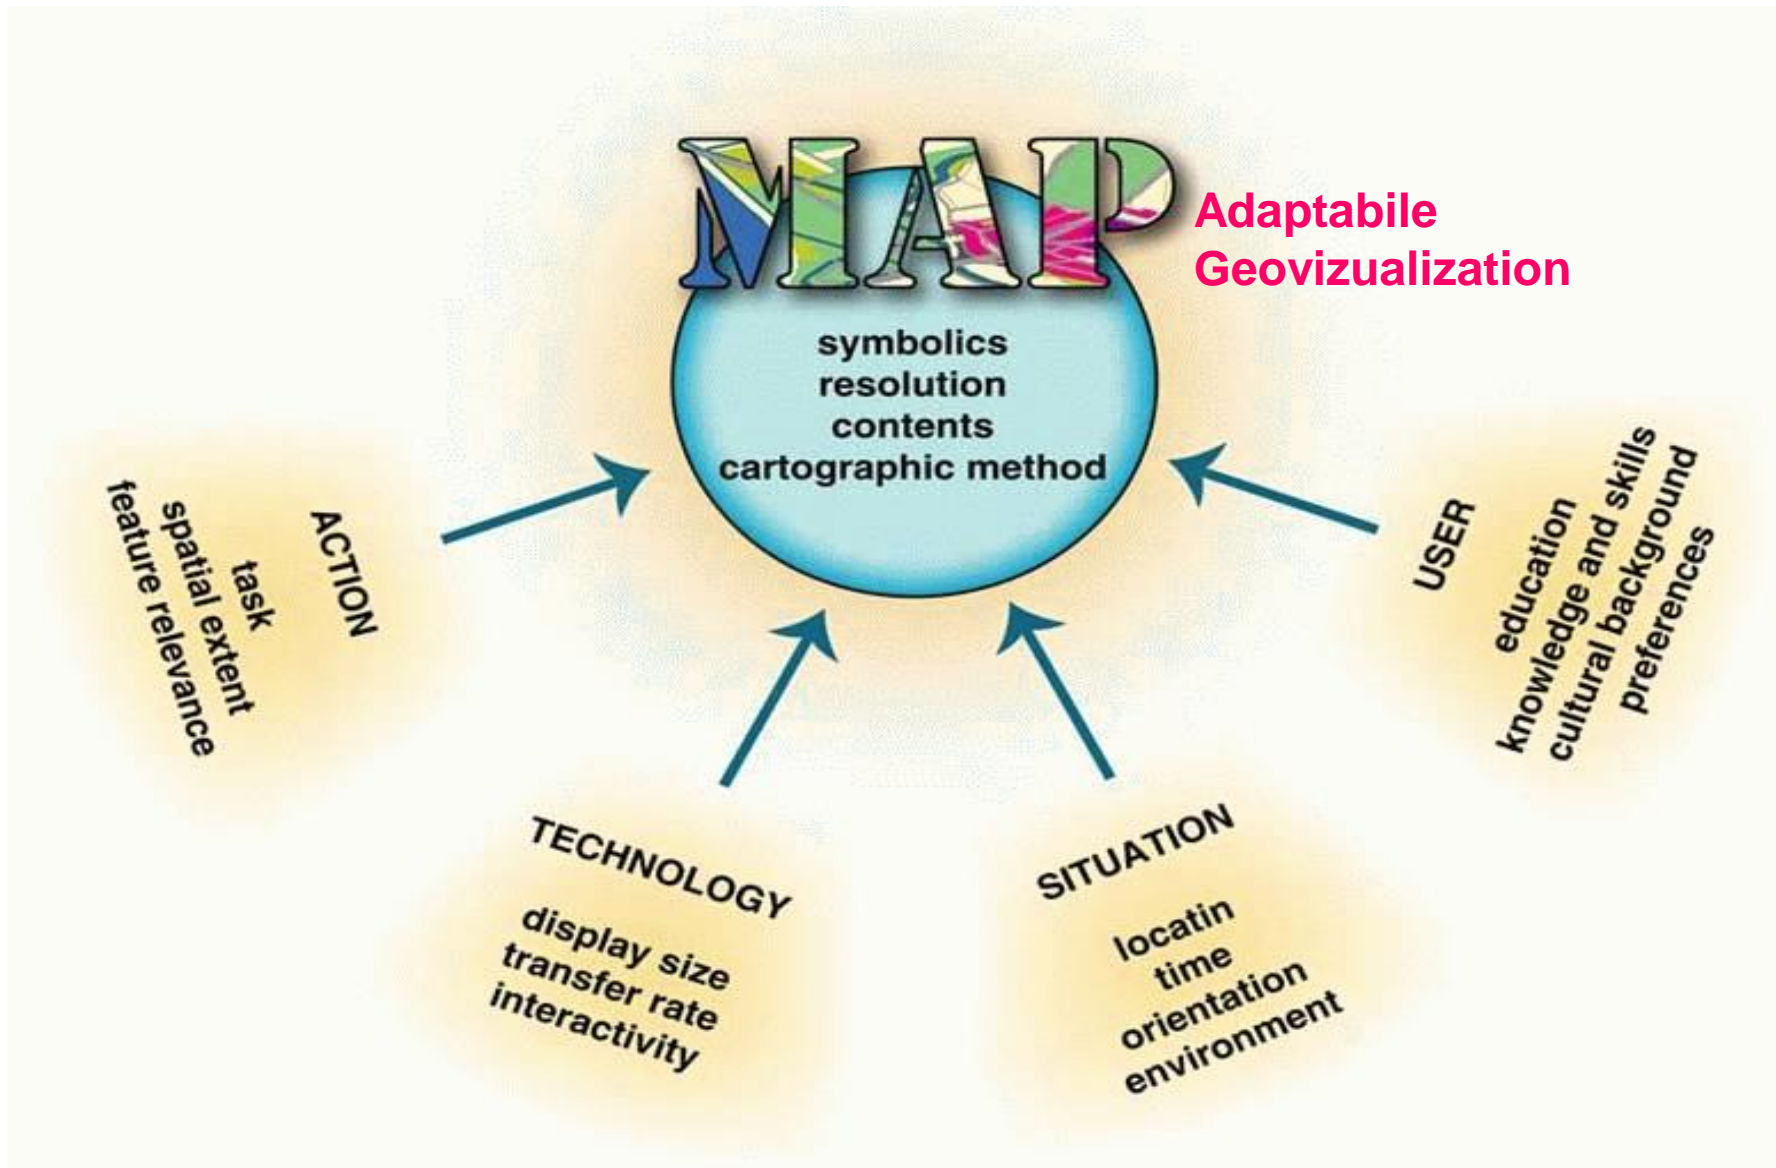 MAP
Adaptabile
Geovizualization
symbolics
resolution
contents
cartographic method
ACTION
task
spatial extent
feature relevance
TECHNOLOGY
display size
transfer rate
interactivity
SITUATION
locatin
time
orientation
environment
USER
education
knowledge and skills
cultural background
preferences